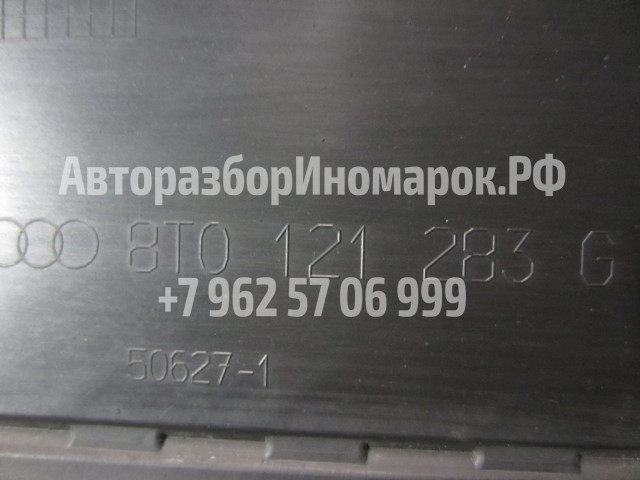 АвторазборИномарок.РФ
8T0 121 283 G
+7 962 57 06 999
50627-1